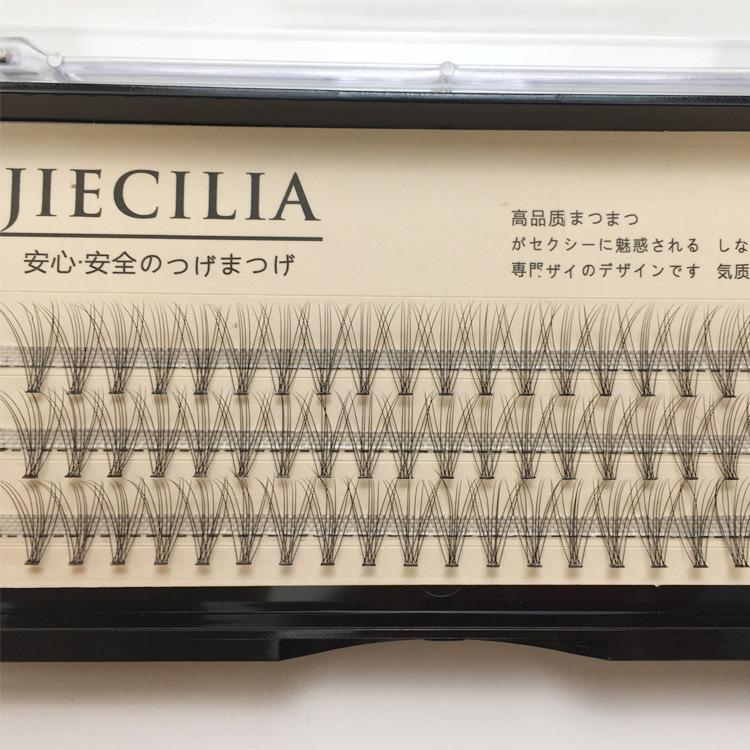 JIECILIA
安心·安全のつげまつげ
高品质まつまつ
がセクシーに魅惑される しな
専門ザイのデザインです 気质